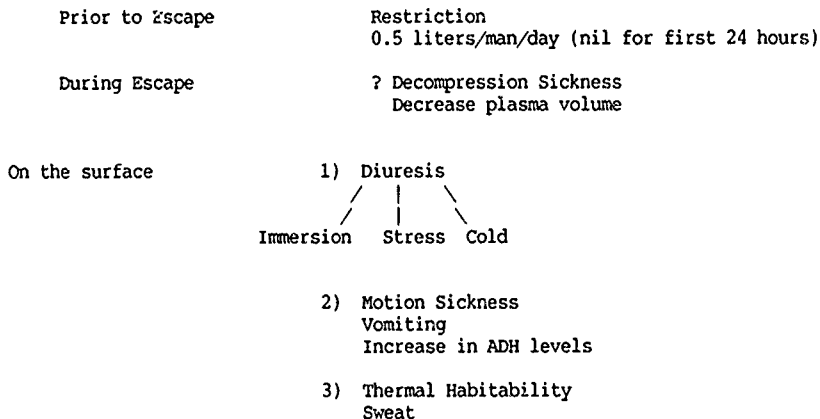 Prior to Escape Restriction
0.5 liters/man/day (nil for first 24 hours)
During Escape ? Decompression Sickness
Decrease plasma volume
On the surface 1) Diuresis
Immersion Stress Cold
2) Motion Sickness
Vomiting
Increase in ADH levels
3) Thermal Habitability
Sweat